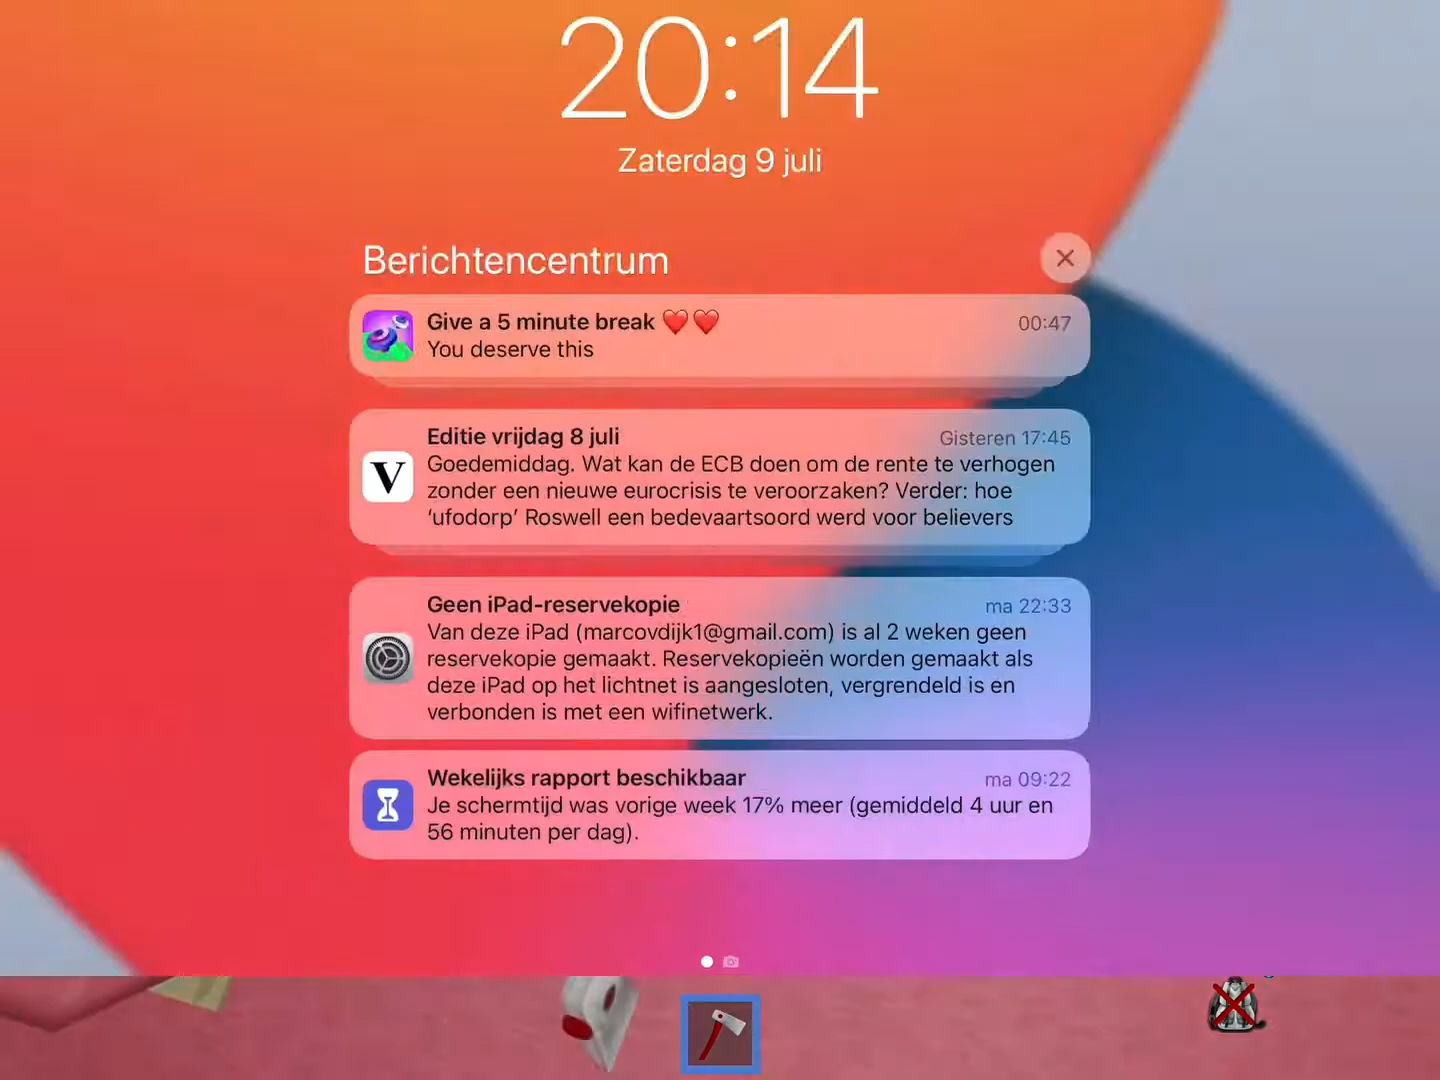 20:14
Zaterdag 9 juli
Berichtencentrum
Give a 5 minute break ❤️❤️
00:47
You deserve this
Editie vrijdag 8 juli
Gisteren 17:45
V
Goedemiddag. Wat kan de ECB doen om de rente te verhogen
zonder een nieuwe eurocrisis te veroorzaken? Verder: hoe
‘ufodorp’ Roswell een bedevaartsoord werd voor believers
Geen iPad-reservekopie
ma 22:33
Van deze iPad (marcovdijk1@gmail.com) is al 2 weken geen
reservekopie gemaakt. Reservekopieën worden gemaakt als
deze iPad op het lichtnet is aangesloten, vergrendeld is en
verbonden is met een wifinetwerk.
Wekelijks rapport beschikbaar
ma 09:22
Je schermtijd was vorige week 17% meer (gemiddeld 4 uur en
56 minuten per dag).